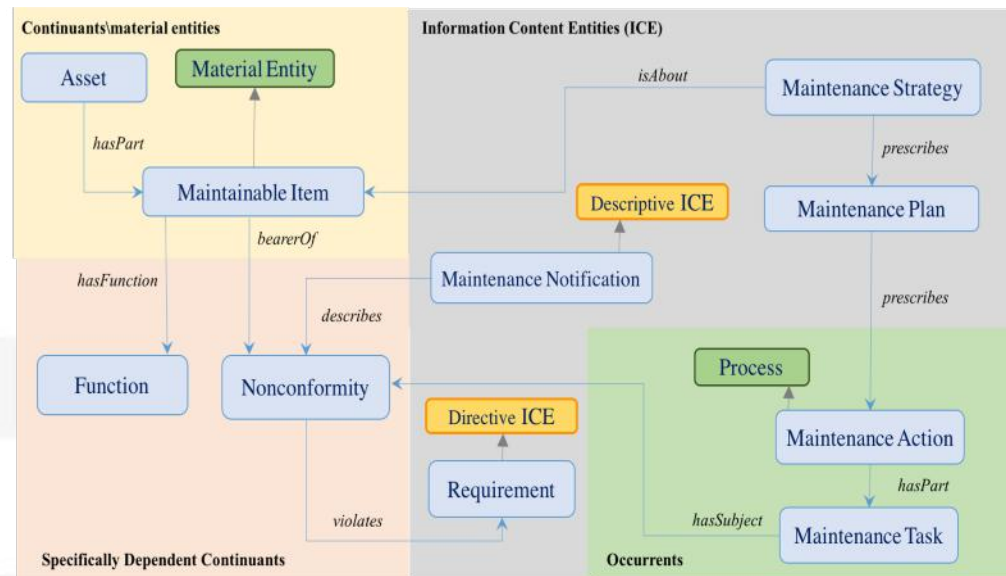 Continuants\material entities
Information Content Entities (ICE)
Asset
Material Entity
isAbout
Maintenance Strategy
hasPart
prescribes
Maintainable Item
Descriptive ICE
Maintenance Plan
bearerOf
Maintenance Notification
hasFunction
describes
prescribes
Function
Nonconformity
Process
Directive ICE
Maintenance Action
Requirement
hasPart
violates
hasSubject
Maintenance Task
Specifically Dependent Continuants
Occurrents